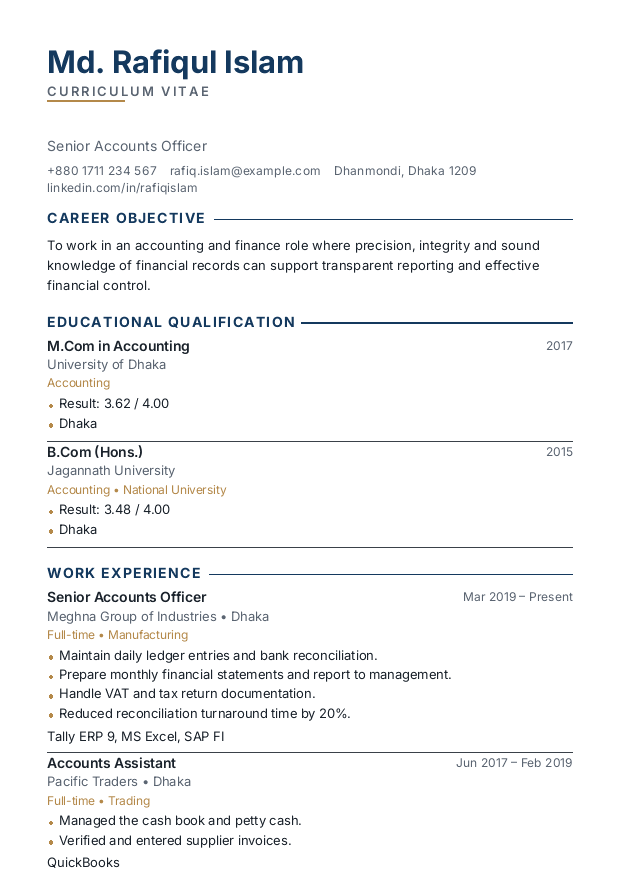 Md. Rafiqul Islam
CURRICULUM VITAE
Senior Accounts Officer
+880 1711 234 567 rafiq.islam@example.com Dhanmondi, Dhaka 1209
linkedin.com/in/rafiqislam
CAREER OBJECTIVE
To work in an accounting and finance role where precision, integrity and sound
knowledge of financial records can support transparent reporting and effective
financial control.
EDUCATIONAL QUALIFICATION
M.Com in Accounting 2017
University of Dhaka
Accounting
• Result: 3.62 / 4.00
• Dhaka
B.Com (Hons.) 2015
Jagannath University
Accounting • National University
• Result: 3.48 / 4.00
• Dhaka
WORK EXPERIENCE
Senior Accounts Officer Mar 2019 – Present
Meghna Group of Industries • Dhaka
Full-time • Manufacturing
• Maintain daily ledger entries and bank reconciliation.
• Prepare monthly financial statements and report to management.
• Handle VAT and tax return documentation.
• Reduced reconciliation turnaround time by 20%.
Tally ERP 9, MS Excel, SAP FI
Accounts Assistant Jun 2017 – Feb 2019
Pacific Traders • Dhaka
Full-time • Trading
• Managed the cash book and petty cash.
• Verified and entered supplier invoices.
QuickBooks